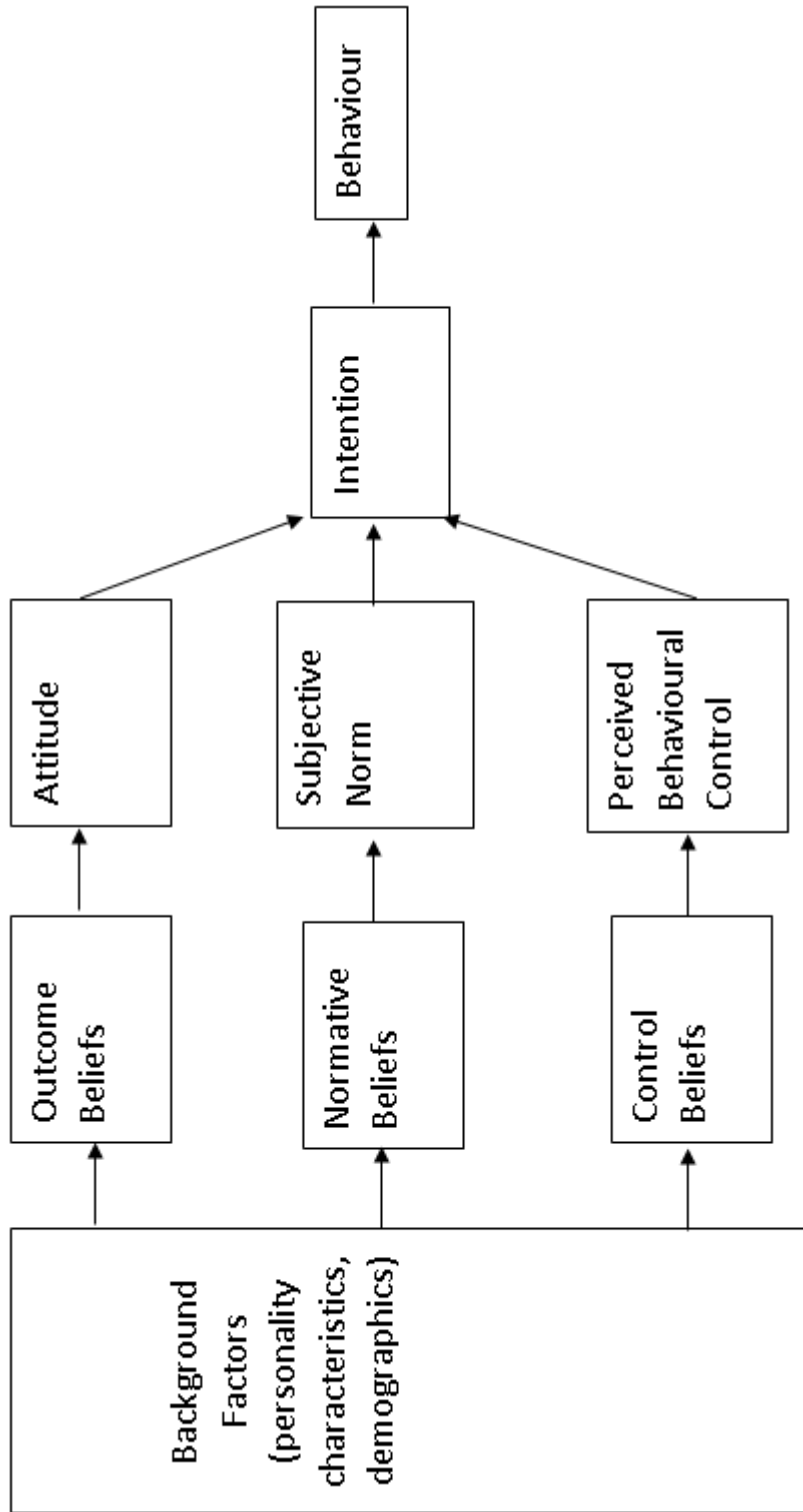 Background
Factors
(personality
characteristics,
demographics)
Outcome
Beliefs
Normative
Beliefs
Control
Beliefs
Attitude
Subjective
Norm
Perceived
Behavioural
Control
Intention
Behaviour